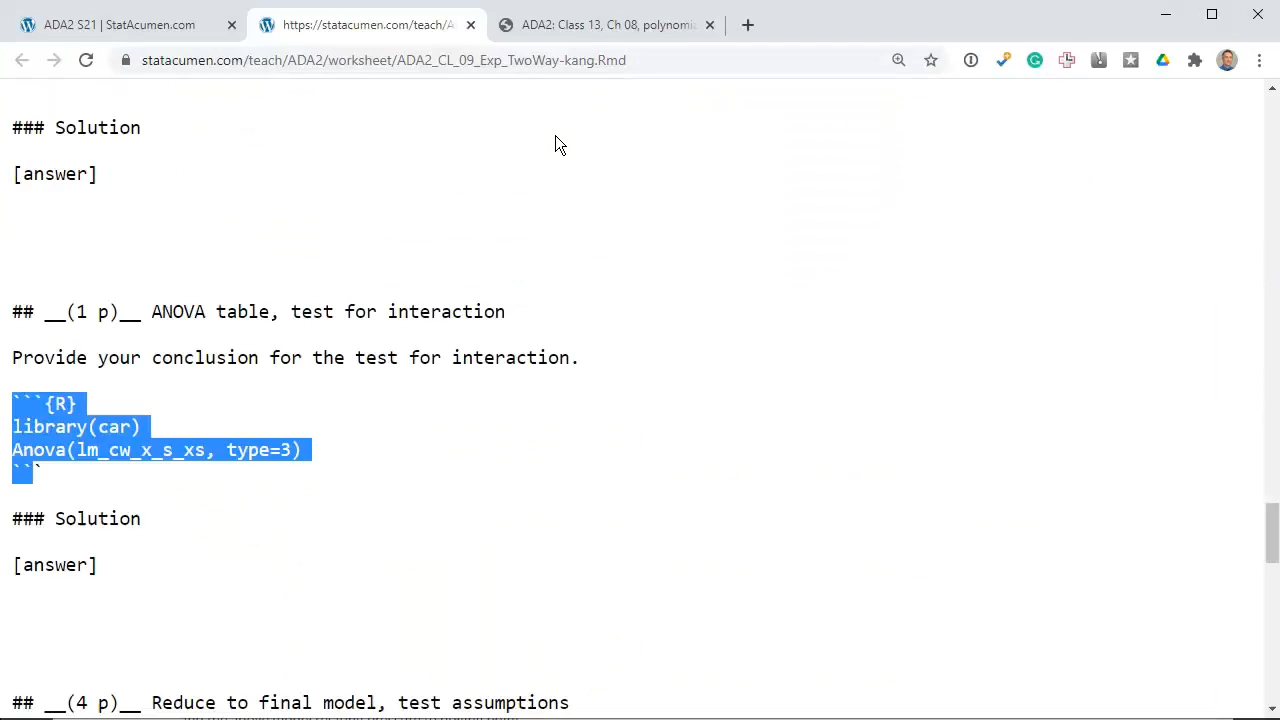 ADA2 S21 | StatAcumen.com
https://statacumen.com/teach/A
ADA2: Class 13, Ch 08, polynomia
statacumen.com/teach/ADA2/worksheet/ADA2_CL_09_Exp_TwoWay-kang.Rmd
### Solution
[answer]
## __(1 p)__ ANOVA table, test for interaction
Provide your conclusion for the test for interaction.
```{R}
library(car)
Anova(lm_cw_x_s_xs, type=3)
```
### Solution
[answer]
## __(4 p)__ Reduce to final model, test assumptions